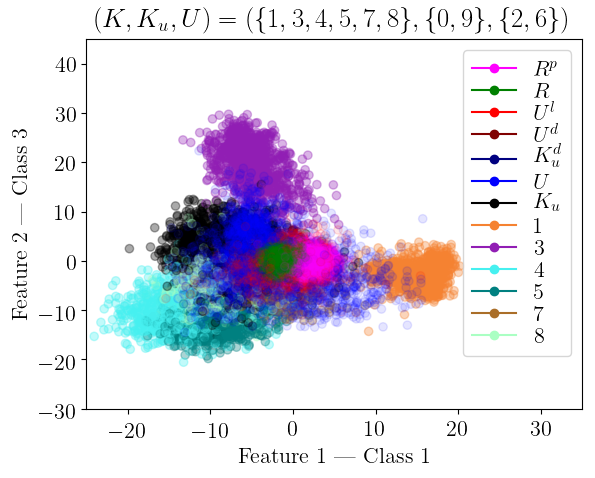 (K, K_u, U) = ({1, 3, 4, 5, 7, 8}, {0, 9}, {2, 6})
Feature 2 — Class 3
40
30
20
10
0
−10
−20
−30
−20
−10
0
10
20
30
Feature 1 — Class 1
R^p
R
U^l
U^d
K_u^d
U
K_u
1
3
4
5
7
8